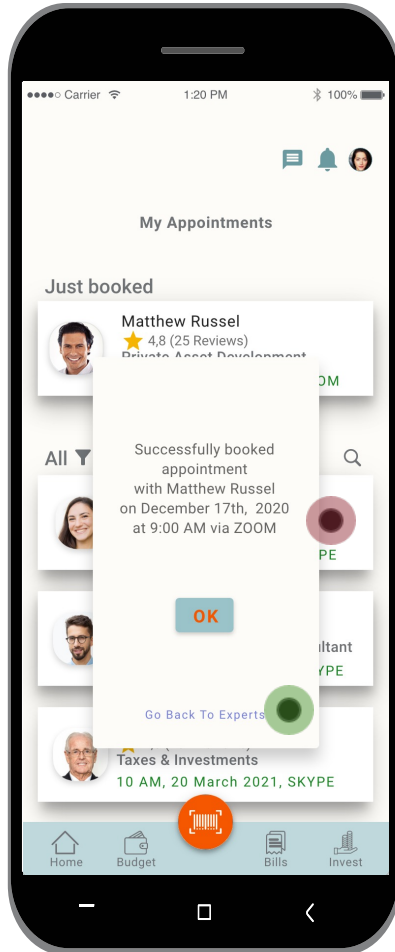 Carrier 1:20 PM 100%
My Appointments
Just booked
Matthew Russel
4,8 (25 Reviews)
Private Asset Development
OM
All
Successfully booked
appointment
with Matthew Russel
on December 17th, 2020
at 9:00 AM via ZOOM
PE
OK
ltant
YPE
Go Back To Experts
Taxes & Investments
10 AM, 20 March 2021, SKYPE
Home Budget Bills Invest